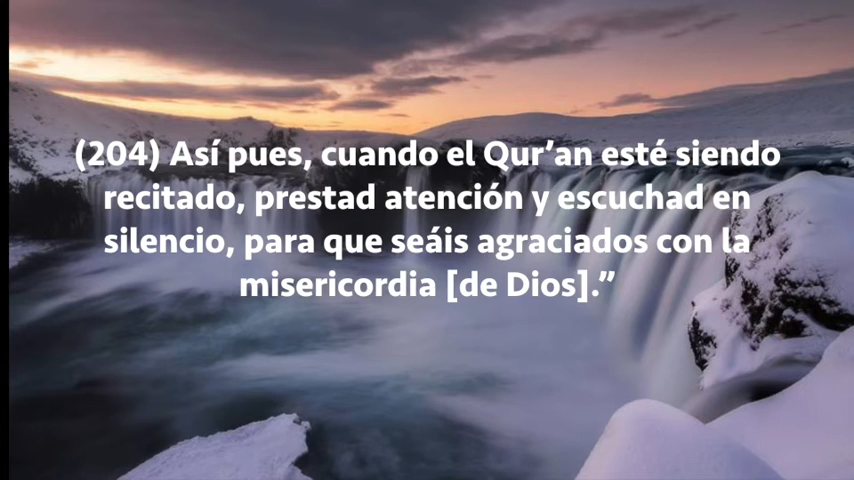 (204) Así pues, cuando el Qur’an esté siendo
recitado, prestad atención y escuchad en
silencio, para que seáis agraciados con la
misericordia [de Dios].”